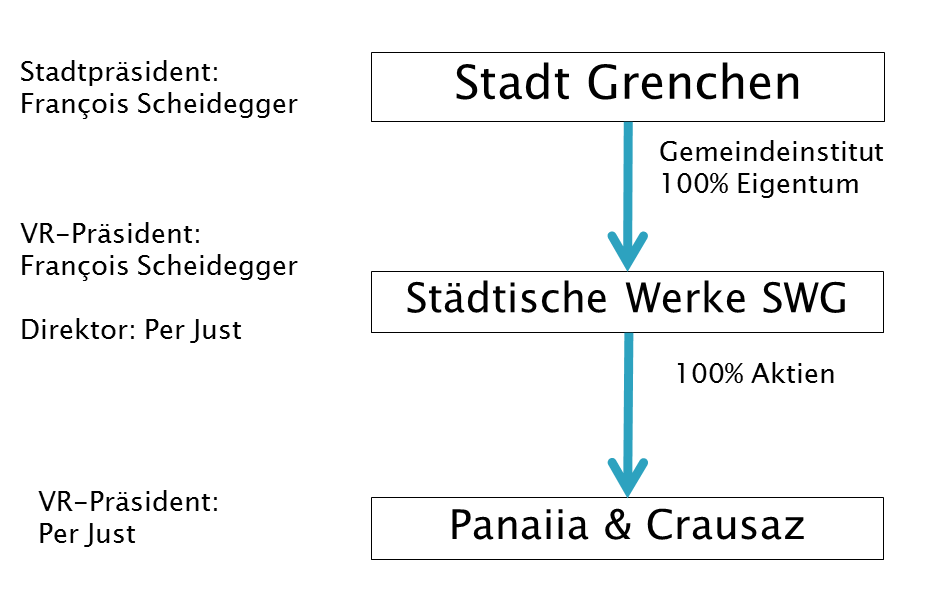 Stadtpräsident:
François Scheidegger
Stadt Grenchen
Gemeindeinstitut
100% Eigentum
VR-Präsident:
François Scheidegger
Direktor: Per Just
Städtische Werke SWG
100% Aktien
VR-Präsident:
Per Just
Panaiia & Crausaz